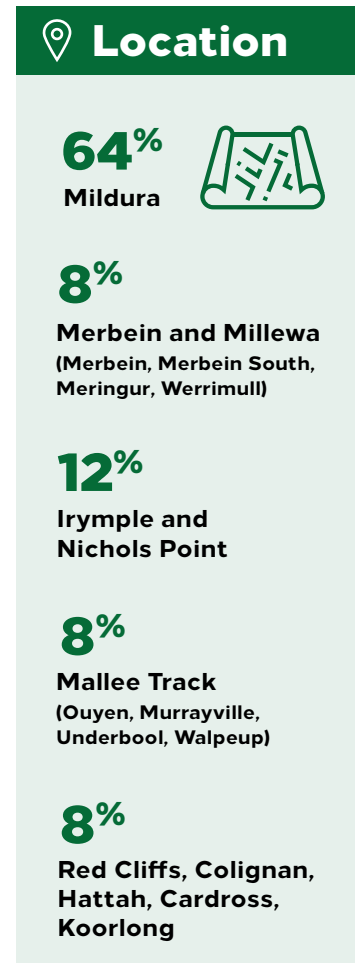 Location
64%
Mildura
8%
Merbein and Millewa
(Merbein, Merbein South,
Meringur, Werrimull)
12%
Irymple and
Nichols Point
8%
Mallee Track
(Ouyen, Murrayville,
Underbool, Walpeup)
8%
Red Cliffs, Colignan,
Hattah, Cardross,
Koorlong